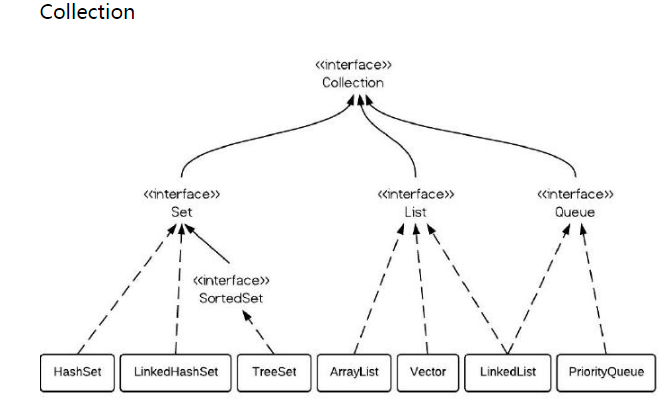 Collection
<<interface>>
Collection
<<interface>>
Set
<<interface>>
List
<<interface>>
Queue
<<interface>>
SortedSet
HashSet
LinkedHashSet
TreeSet
ArrayList
Vector
LinkedList
PriorityQueue